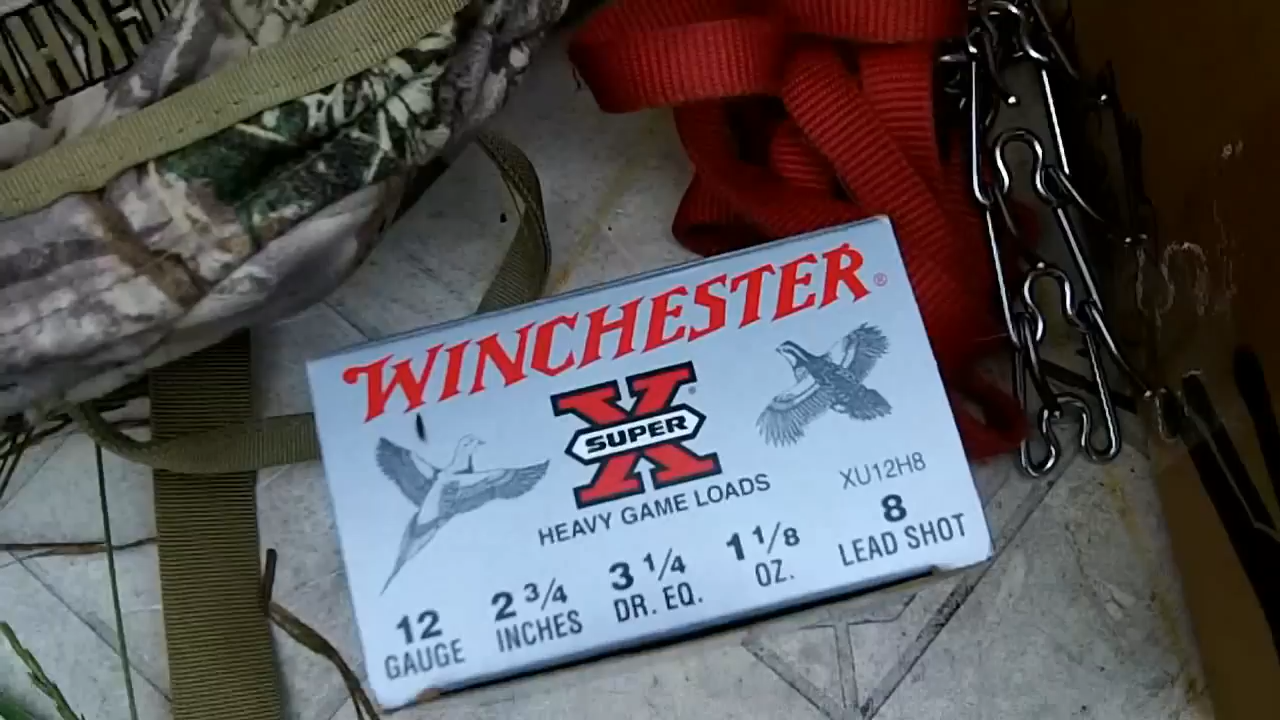 WINCHESTER®
SUPER X®
HEAVY GAME LOADS
XU12H8
12 GAUGE
2 3/4 INCHES
3 1/4 DR. EQ.
1 1/8 OZ.
8 LEAD SHOT